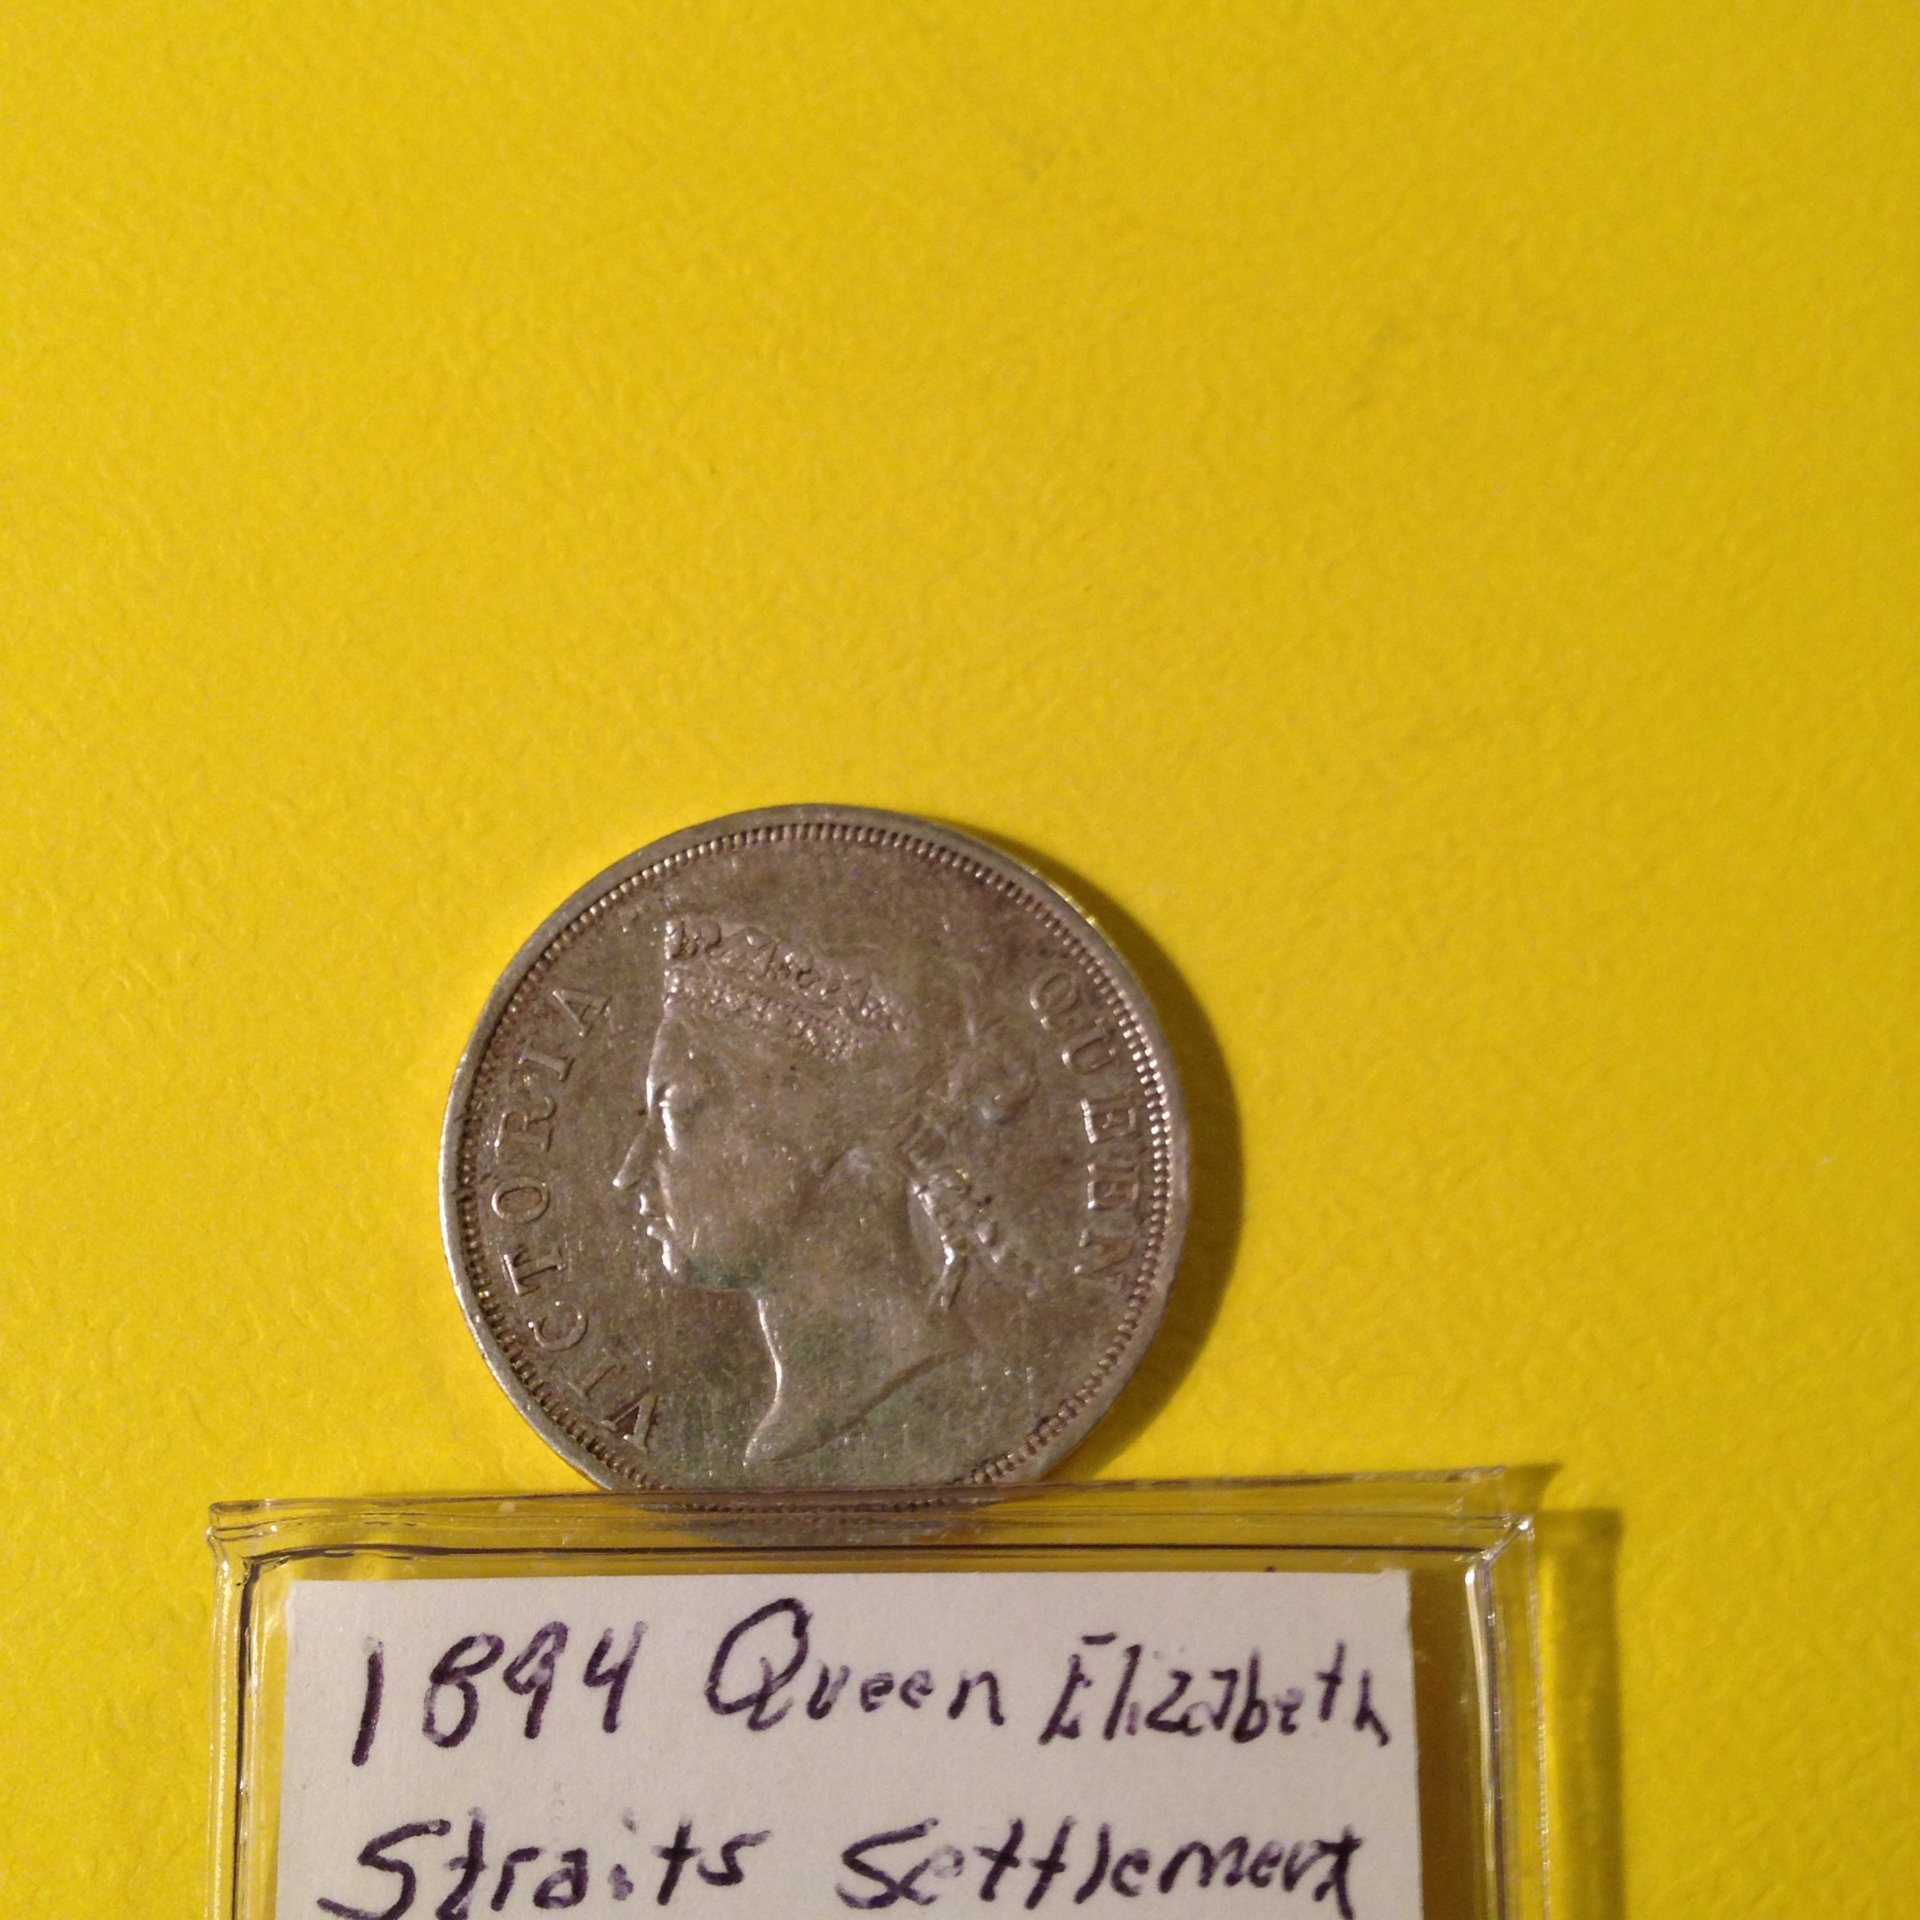 VICTORIA QUEEN
1894 Queen Elizabeth
Straits Settlement